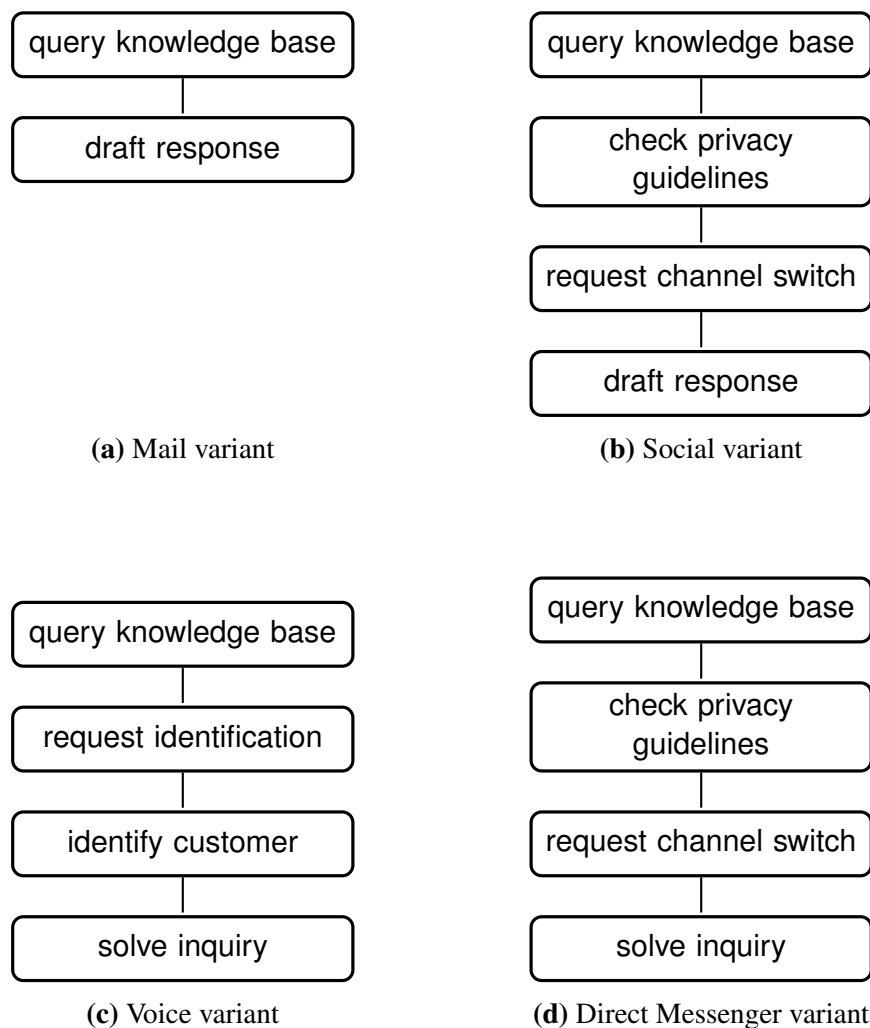 query knowledge base
draft response
(a) Mail variant
query knowledge base
check privacy
guidelines
request channel switch
draft response
(b) Social variant
query knowledge base
request identification
identify customer
solve inquiry
(c) Voice variant
query knowledge base
check privacy
guidelines
request channel switch
solve inquiry
(d) Direct Messenger variant